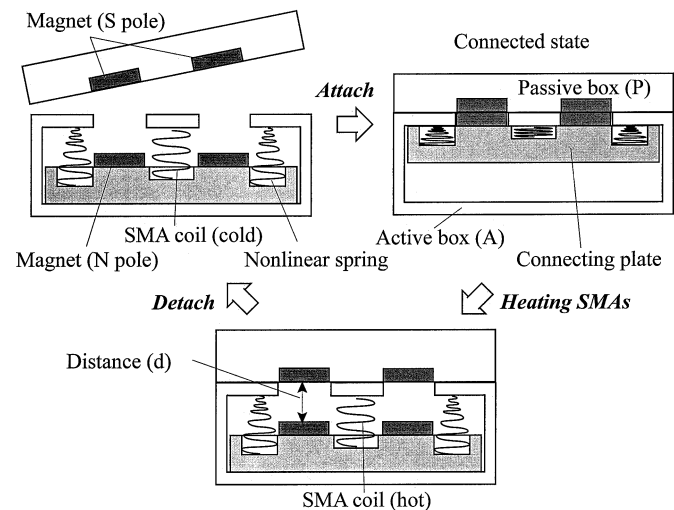 Magnet (S pole)
Connected state
Attach
Passive box (P)
SMA coil (cold)
Active box (A)
Magnet (N pole)
Nonlinear spring
Connecting plate
Detach
Heating SMAs
Distance (d)
SMA coil (hot)